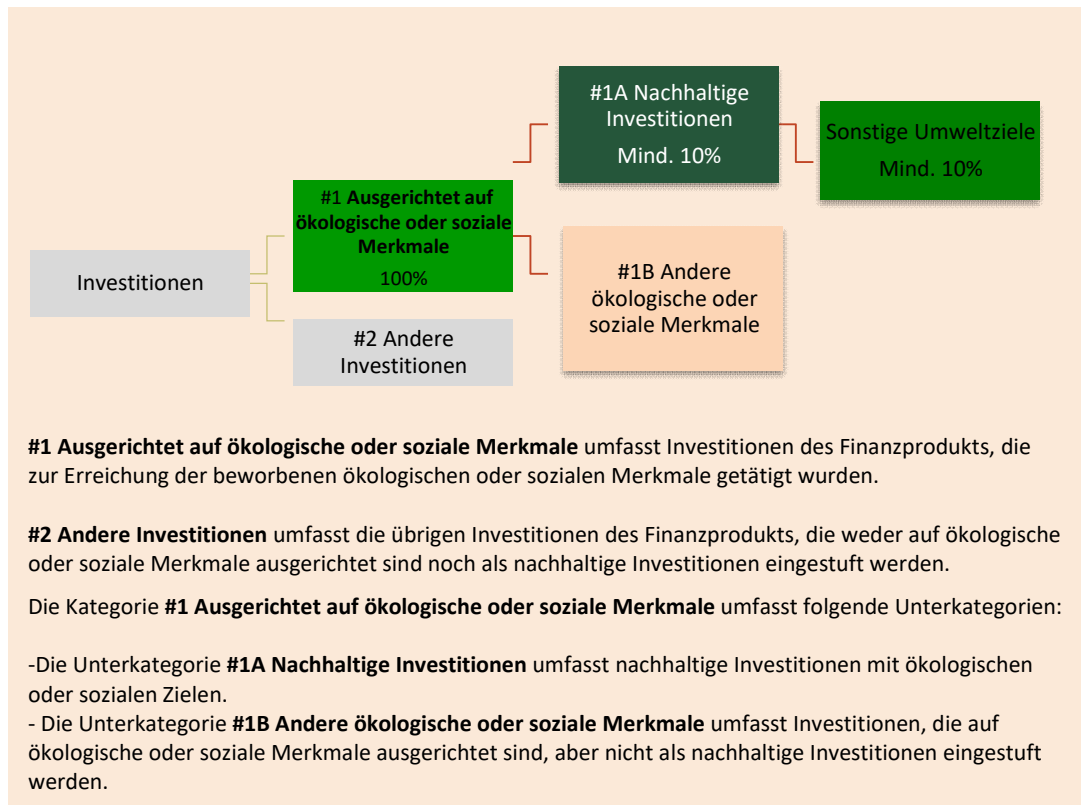 #1A Nachhaltige
Investitionen
Mind. 10%
Sonstige Umweltziele
Mind. 10%
#1 Ausgerichtet auf
ökologische oder soziale
Merkmale
100%
Investitionen
#1B Andere
ökologische oder
soziale Merkmale
#2 Andere
Investitionen
#1 Ausgerichtet auf ökologische oder soziale Merkmale umfasst Investitionen des Finanzprodukts, die
zur Erreichung der beworbenen ökologischen oder sozialen Merkmale getätigt wurden.
#2 Andere Investitionen umfasst die übrigen Investitionen des Finanzprodukts, die weder auf ökologische
oder soziale Merkmale ausgerichtet sind noch als nachhaltige Investitionen eingestuft werden.
Die Kategorie #1 Ausgerichtet auf ökologische oder soziale Merkmale umfasst folgende Unterkategorien:
-Die Unterkategorie #1A Nachhaltige Investitionen umfasst nachhaltige Investitionen mit ökologischen
oder sozialen Zielen.
- Die Unterkategorie #1B Andere ökologische oder soziale Merkmale umfasst Investitionen, die auf
ökologische oder soziale Merkmale ausgerichtet sind, aber nicht als nachhaltige Investitionen eingestuft
werden.